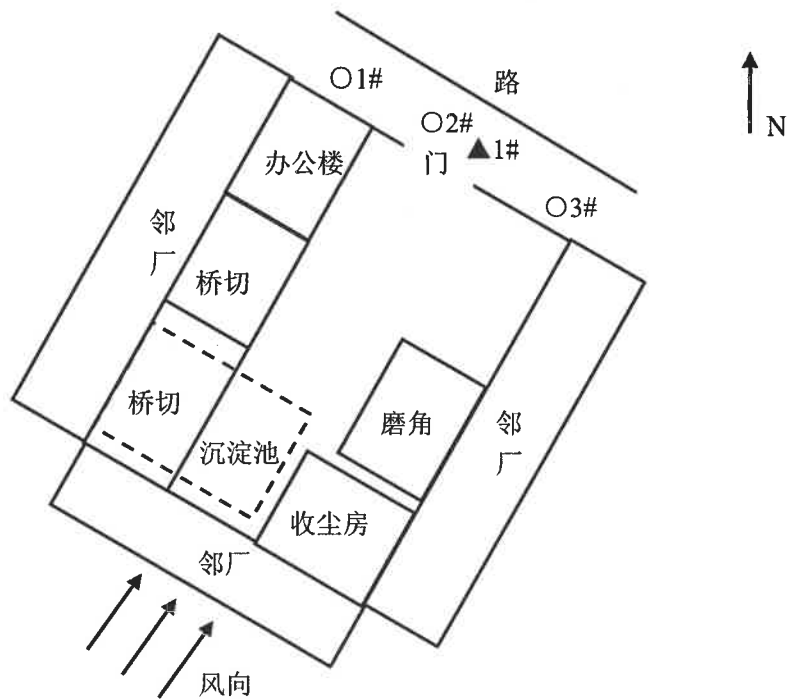 ○1#
路
○2#
▲1#
N
门
办公楼
○3#
邻厂
桥切
桥切
磨角
邻厂
沉淀池
收尘房
邻厂
风向